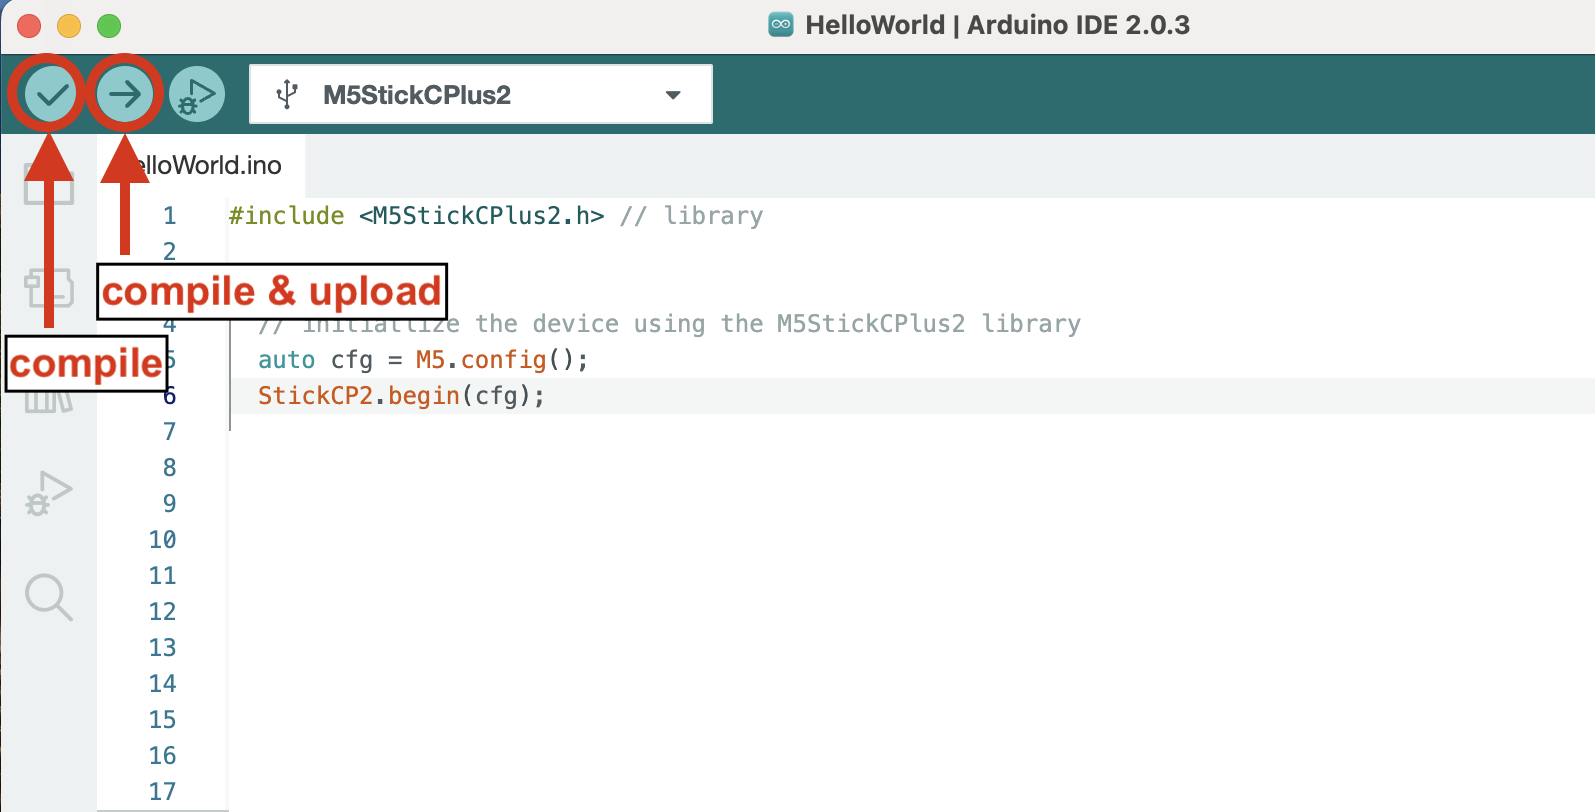 HelloWorld | Arduino IDE 2.0.3
M5StickCPlus2
elloWorld.ino
1 #include <M5StickCPlus2.h> // library
2
compile & upload
4 // initialize the device using the M5StickCPlus2 library
compile
5 auto cfg = M5.config();
6 StickCP2.begin(cfg);
7
8
9
10
11
12
13
14
15
16
17